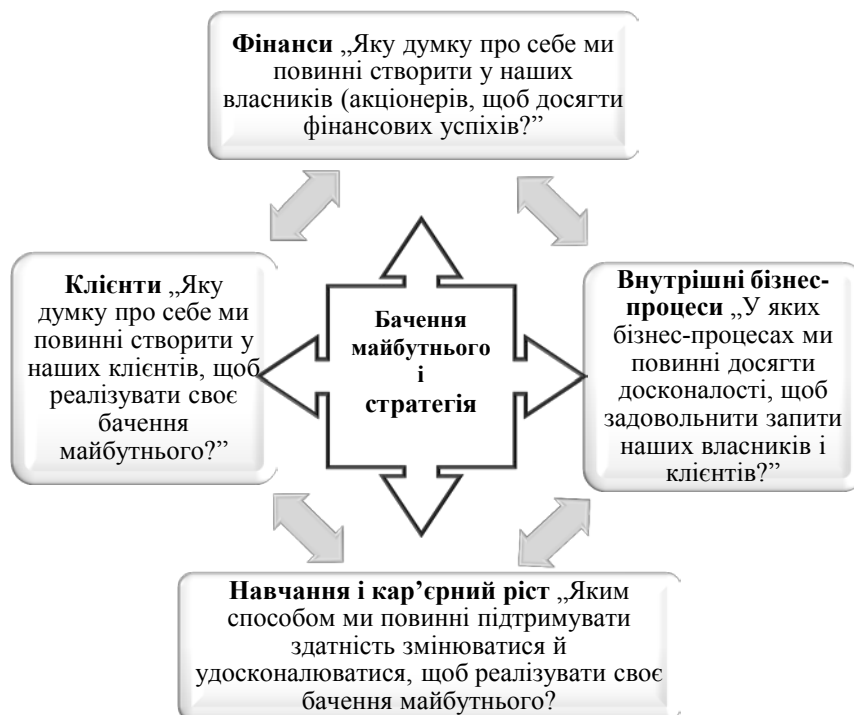 Фінанси „Яку думку про себе ми
повинні створити у наших
власників (акціонерів, щоб досягти
фінансових успіхів?”
Клієнти „Яку
думку про себе ми
повинні створити у
наших клієнтів, щоб
реалізувати своє
бачення
майбутнього?”
Бачення
майбутнього
і
стратегія
Внутрішні бізнес-
процеси „У яких
бізнес-процесах ми
повинні досягти
досконалості, щоб
задовольнити запити
наших власників і
клієнтів?”
Навчання і кар’єрний ріст „Яким
способом ми повинні підтримувати
здатність змінюватися й
удосконалюватися, щоб реалізувати своє
бачення майбутнього?